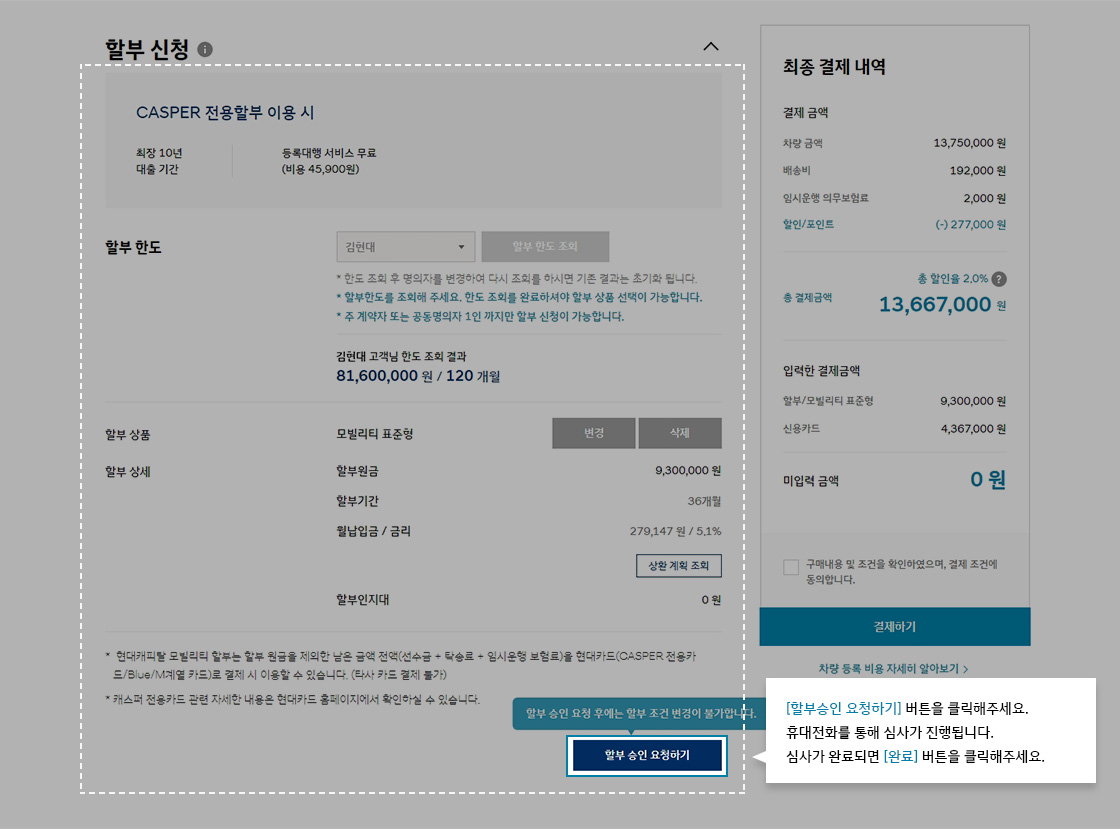 할부 신청
CASPER 전용할부 이용 시
최장 10년
대출 기간
등록대행 서비스 무료
(비용 45,900원)
할부 한도
김현대
할부 한도 조회
* 한도 조회 후 명의자를 변경하여 다시 조회를 하시면 기존 결과는 초기화 됩니다.
* 할부한도를 조회해 주세요. 한도 조회를 완료하셔야 할부 상품 선택이 가능합니다.
* 주 계약자 또는 공동명의자 1인 까지만 할부 신청이 가능합니다.
김현대 고객님 한도 조회 결과
81,600,000 원 / 120 개월
할부 상품
모빌리티 표준형
변경
삭제
할부 상세
할부원금
9,300,000 원
할부기간
36개월
월납입금 / 금리
279,147 원 / 5.1%
상환 계획 조회
할부인지대
0 원
* 현대캐피탈 모빌리티 할부는 할부 원금을 제외한 남은 금액 전액(선수금 + 탁송료 + 임시운행 보험료)을 현대카드(CASPER 전용카
드/Blue/M계열 카드)로 결제 시 이용할 수 있습니다. (타사 카드 결제 불가)
* 캐스퍼 전용카드 관련 자세한 내용은 현대카드 홈페이지에서 확인하실 수 있습니다.
할부 승인 요청 후에는 할부 조건 변경이 불가합니다.
할부 승인 요청하기
최종 결제 내역
결제 금액
차량 금액
13,750,000 원
배송비
192,000 원
임시운행 의무보험료
2,000 원
할인/포인트
(-) 277,000 원
총 할인율 2.0% ?
총 결제금액
13,667,000 원
입력한 결제금액
할부/모빌리티 표준형
9,300,000 원
신용카드
4,367,000 원
미입력 금액
0 원
구매내용 및 조건을 확인하였으며, 결제 조건에
동의합니다.
결제하기
차량 등록 비용 자세히 알아보기 >
[할부승인 요청하기] 버튼을 클릭해주세요.
휴대전화를 통해 심사가 진행됩니다.
심사가 완료되면 [완료] 버튼을 클릭해주세요.